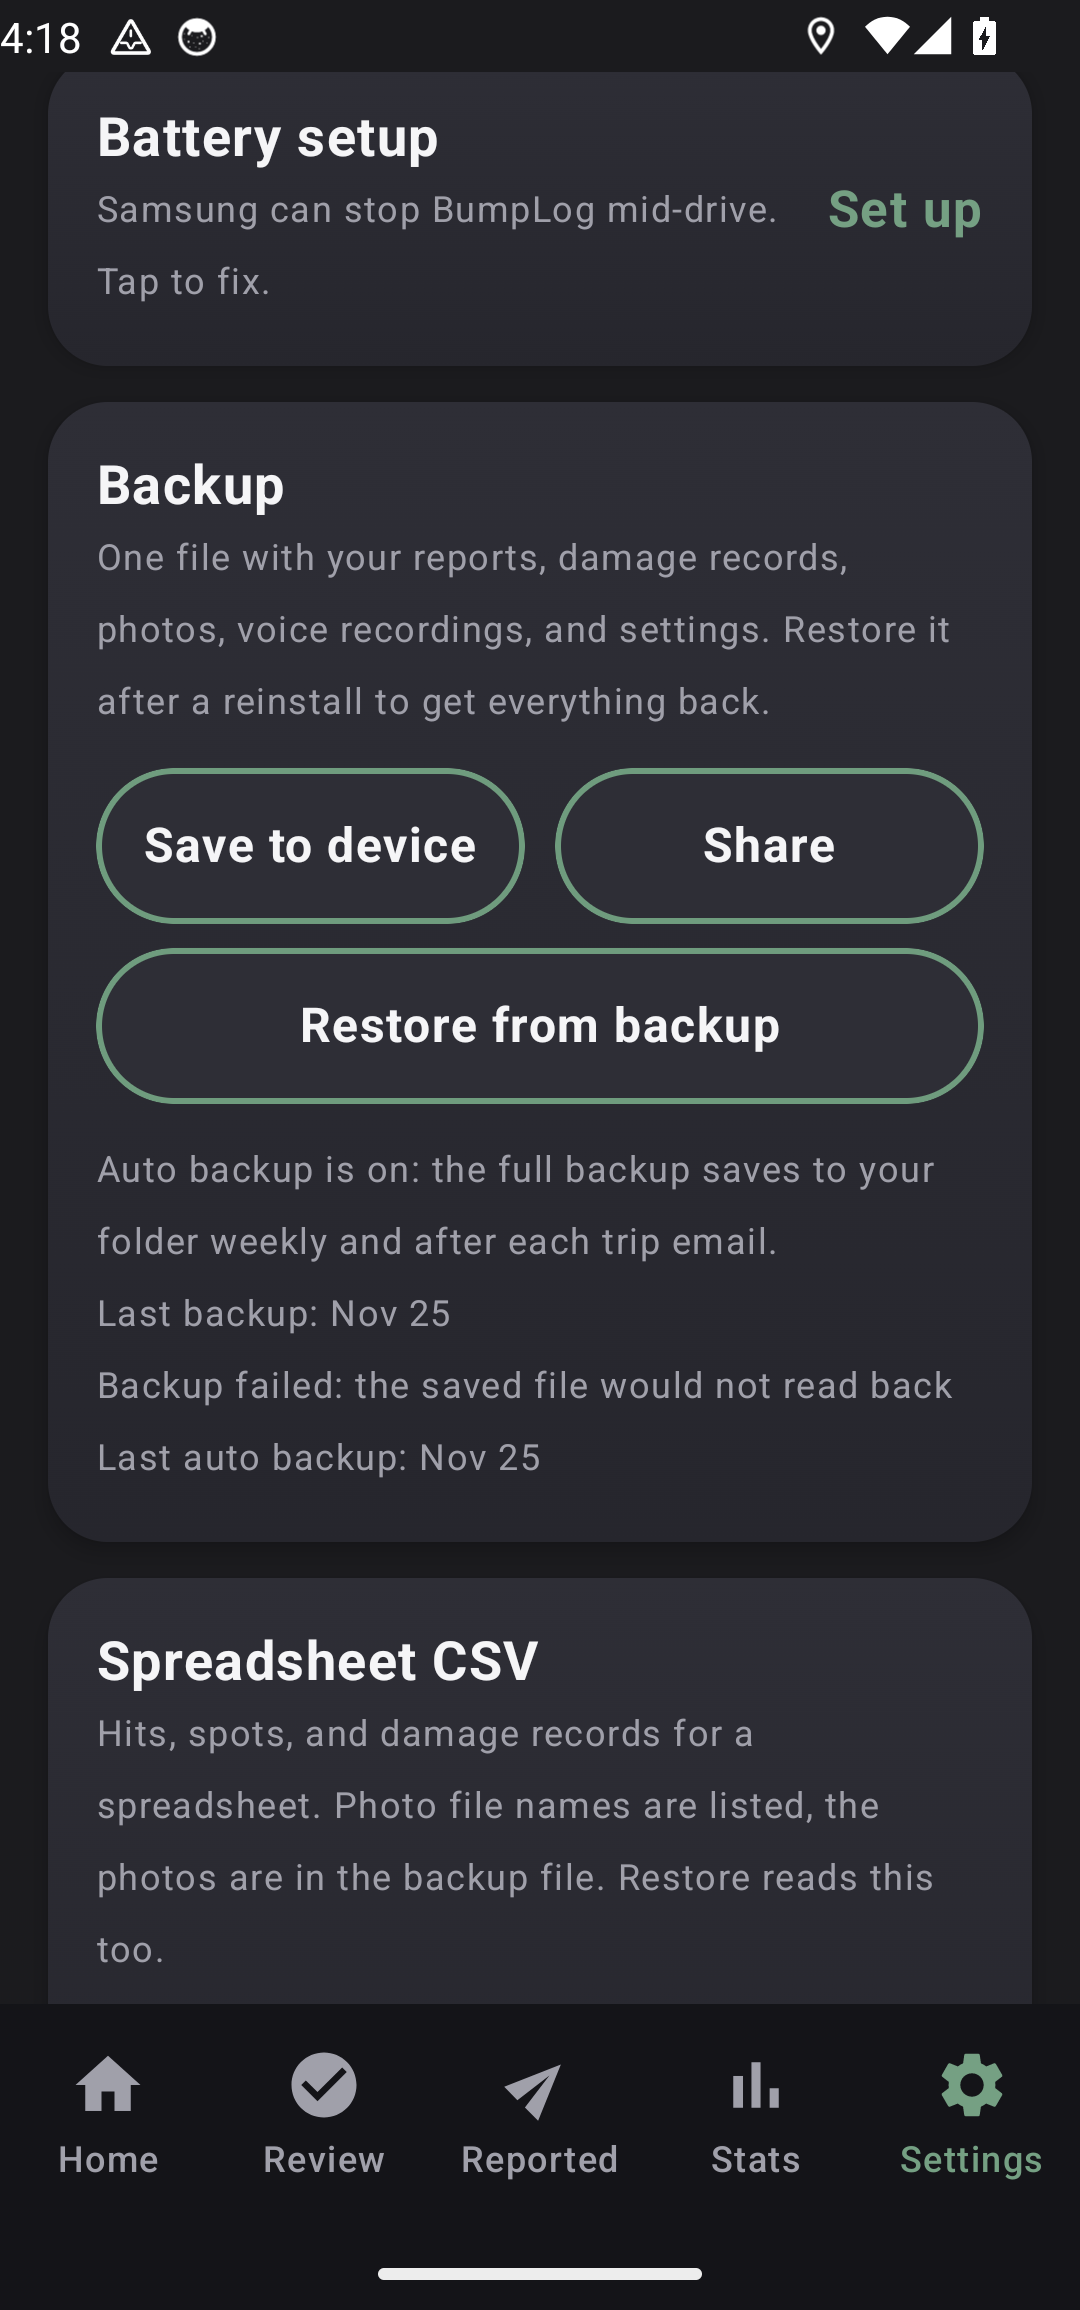 4:18
Battery setup
Samsung can stop BumpLog mid-drive.
Tap to fix.
Set up
Backup
One file with your reports, damage records,
photos, voice recordings, and settings. Restore it
after a reinstall to get everything back.
Save to device
Share
Restore from backup
Auto backup is on: the full backup saves to your
folder weekly and after each trip email.
Last backup: Nov 25
Backup failed: the saved file would not read back
Last auto backup: Nov 25
Spreadsheet CSV
Hits, spots, and damage records for a
spreadsheet. Photo file names are listed, the
photos are in the backup file. Restore reads this
too.
Home
Review
Reported
Stats
Settings